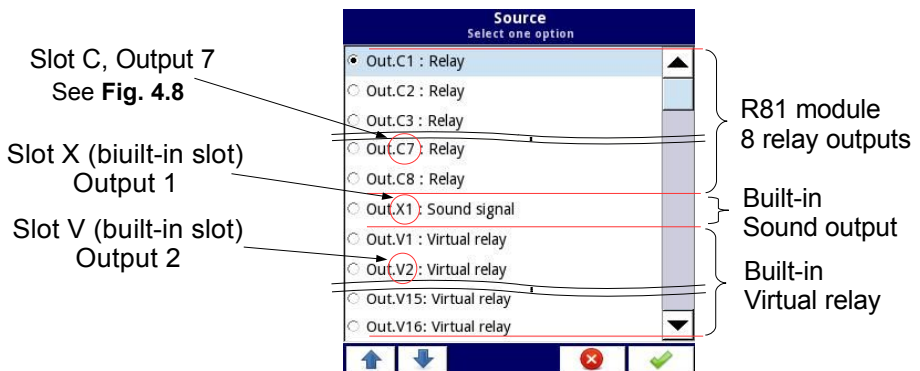 Source
Select one option
Slot C, Output 7
See Fig. 4.8
Slot X (biuilt-in slot)
Output 1
Slot V (built-in slot)
Output 2
Out.C1 : Relay
Out.C2 : Relay
Out.C3 : Relay
Out.C7 : Relay
Out.C8 : Relay
Out.X1 : Sound signal
Out.V1 : Virtual relay
Out.V2 : Virtual relay
Out.V15: Virtual relay
Out.V16: Virtual relay
R81 module
8 relay outputs
Built-in
Sound output
Built-in
Virtual relay